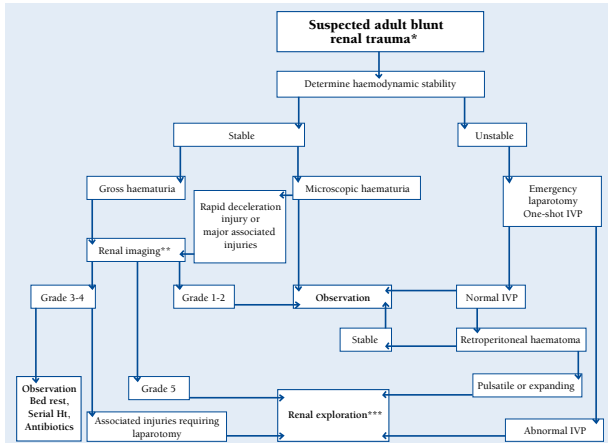 Suspected adult blunt
renal trauma*
Determine haemodynamic stability
Stable
Unstable
Gross haematuria
Microscopic haematuria
Emergency
laparotomy
One-shot IVP
Rapid deceleration
injury or
major associated
injuries
Renal imaging**
Grade 3-4
Grade 1-2
Observation
Normal IVP
Stable
Retroperitoneal haematoma
Observation
Bed rest,
Serial Ht,
Antibiotics
Grade 5
Pulsatile or expanding
Associated injuries requiring
laparotomy
Renal exploration***
Abnormal IVP